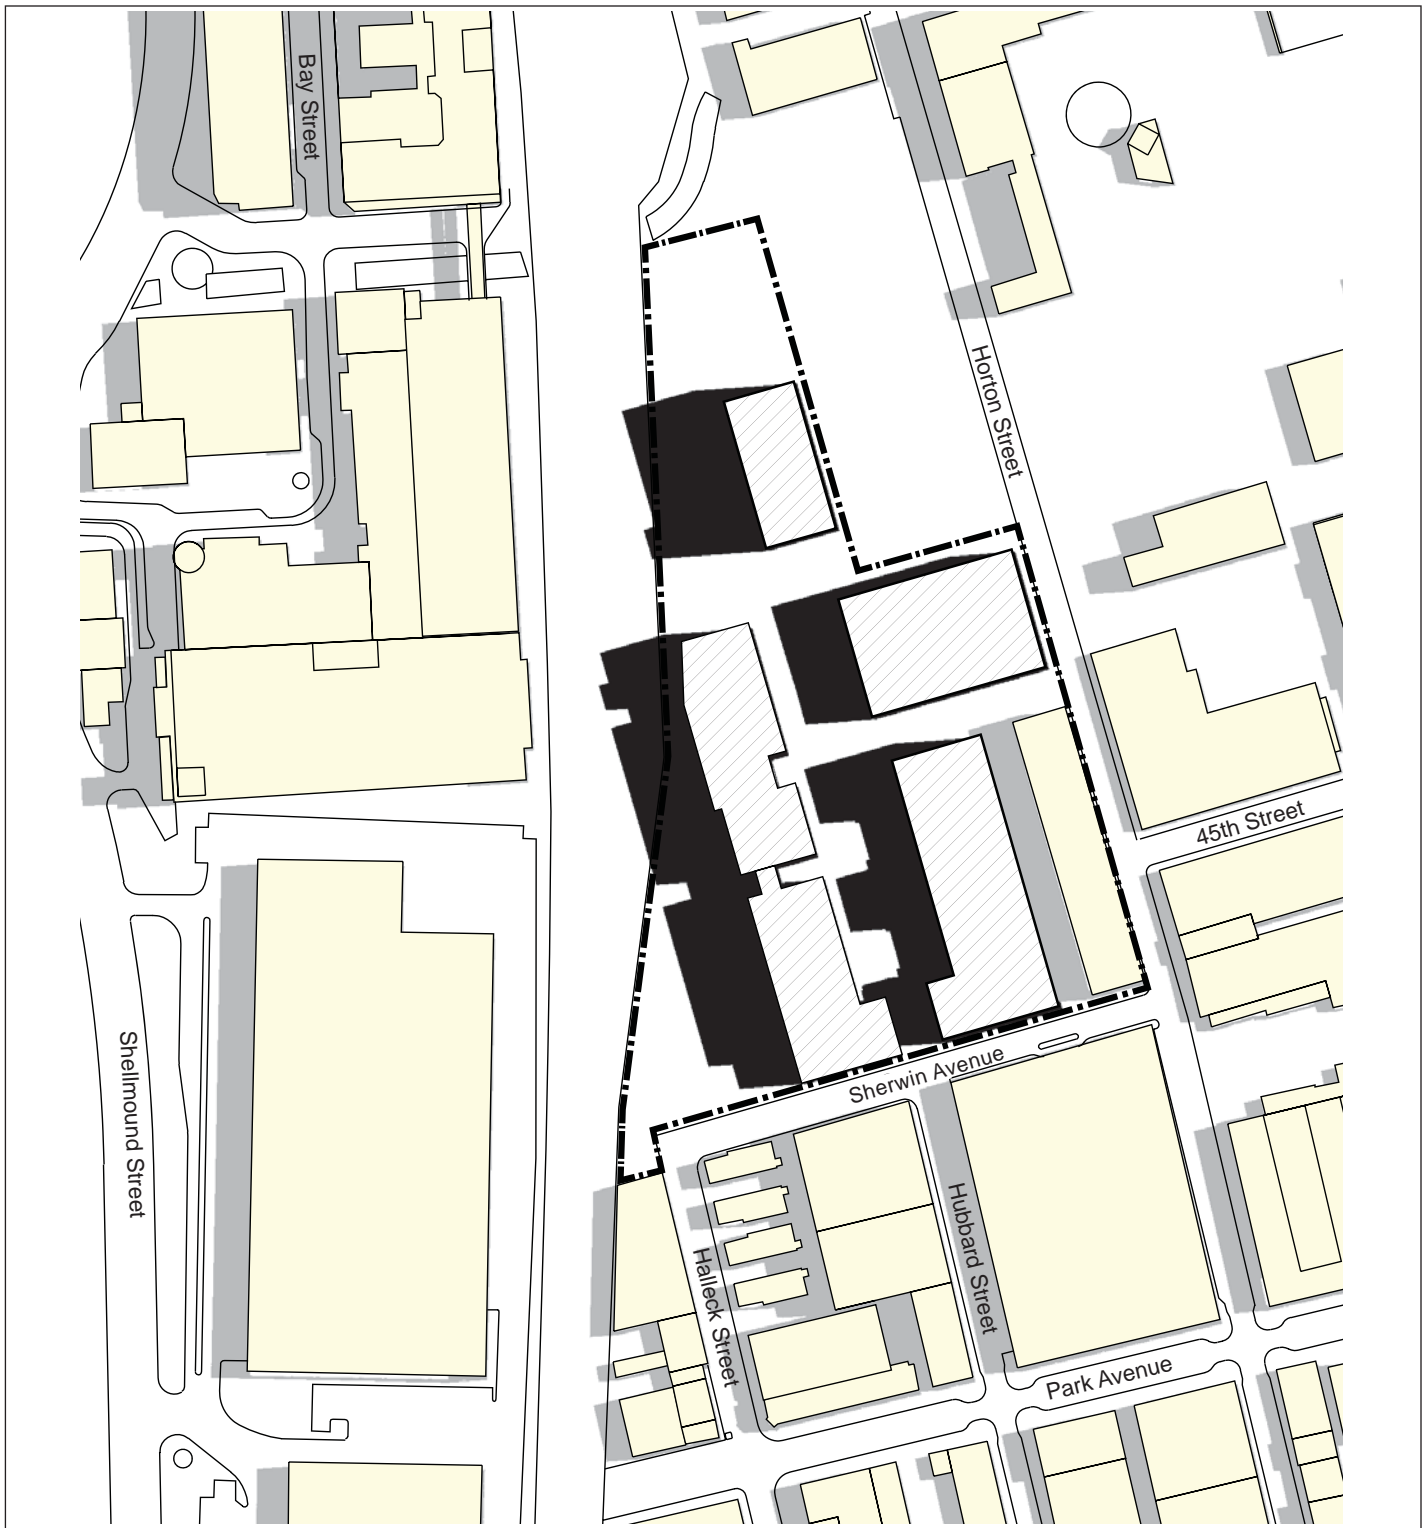 Bay Street
Horton Street
45th Street
Sherwin Avenue
Shellmound Street
Hubbard Street
Halleck Street
Park Avenue